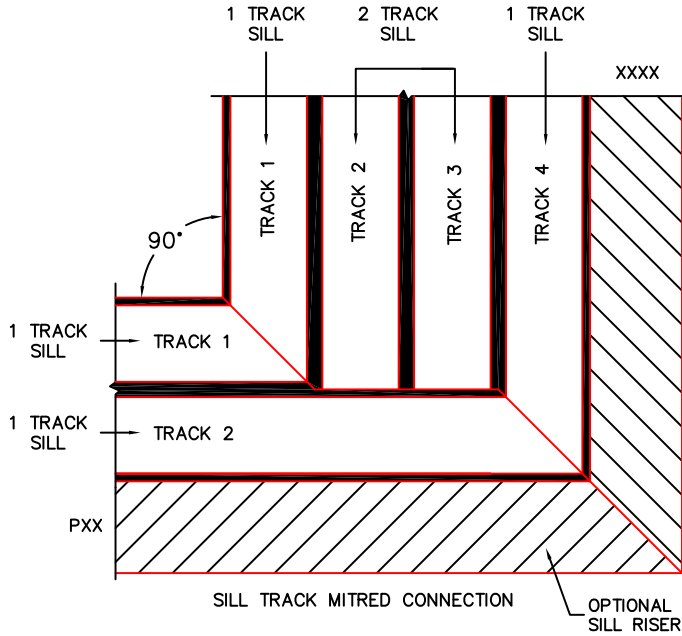 1 TRACK
SILL
2 TRACK
SILL
1 TRACK
SILL
XXXX
TRACK 1
TRACK 2
TRACK 3
TRACK 4
90°
1 TRACK
SILL
TRACK 1
1 TRACK
SILL
TRACK 2
PXX
SILL TRACK MITRED CONNECTION
OPTIONAL
SILL RISER